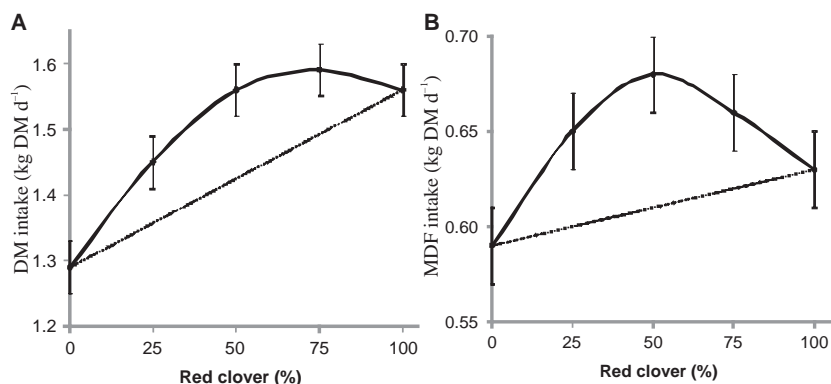 A
DM intake (kg DM d⁻¹)
1.6
1.5
1.4
1.3
1.2
0 25 50 75 100
Red clover (%)
B
MDF intake (kg DM d⁻¹)
0.70
0.65
0.60
0.55
0 25 50 75 100
Red clover (%)